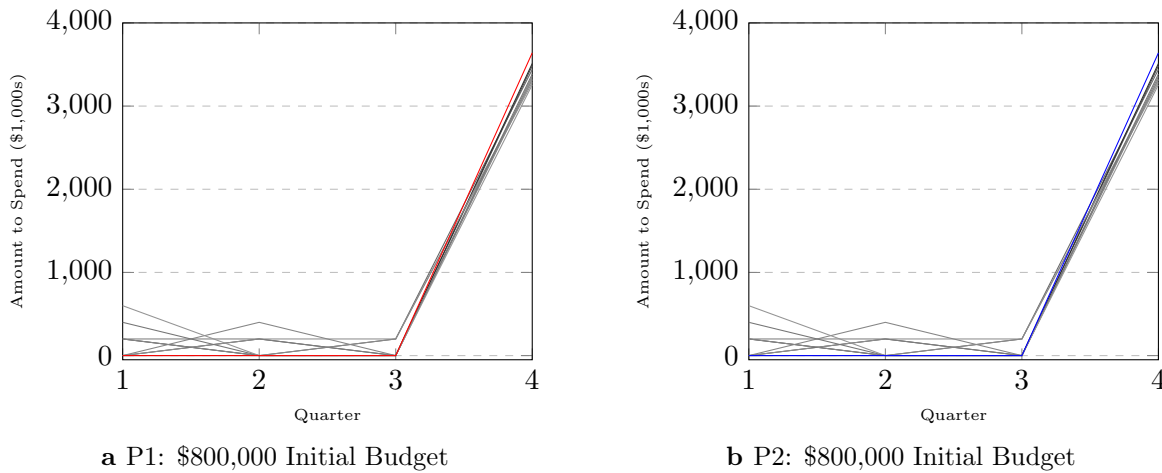 4,000
3,000
2,000
1,000
0
Amount to Spend ($1,000s)
1 2 3 4
Quarter
a P1: $800,000 Initial Budget
4,000
3,000
2,000
1,000
0
Amount to Spend ($1,000s)
1 2 3 4
Quarter
b P2: $800,000 Initial Budget